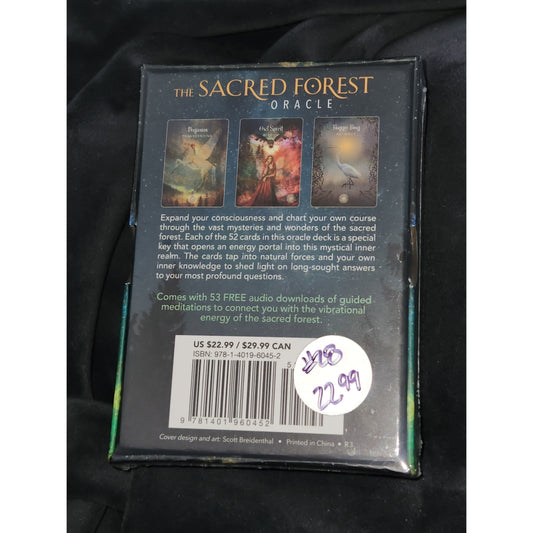 THE SACRED FOREST
ORACLE
Pegasus
Owl Spirit
Foggy Bog
Expand your consciousness and chart your own course
through the vast mysteries and wonders of the sacred
forest. Each of the 52 cards in this oracle deck is a special
key that opens an energy portal into this mystical inner
realm. The cards tap into natural forces and your own
inner knowledge to shed light on long-sought answers
to your most profound questions.
Comes with 53 FREE audio downloads of guided
meditations to connect you with the vibrational
energy of the sacred forest.
US $22.99 / $29.99 CAN
ISBN: 978-1-4019-6045-2
5
22.99
9 781401 960452
Cover design and art: Scott Breidenthal • Printed in China • R3